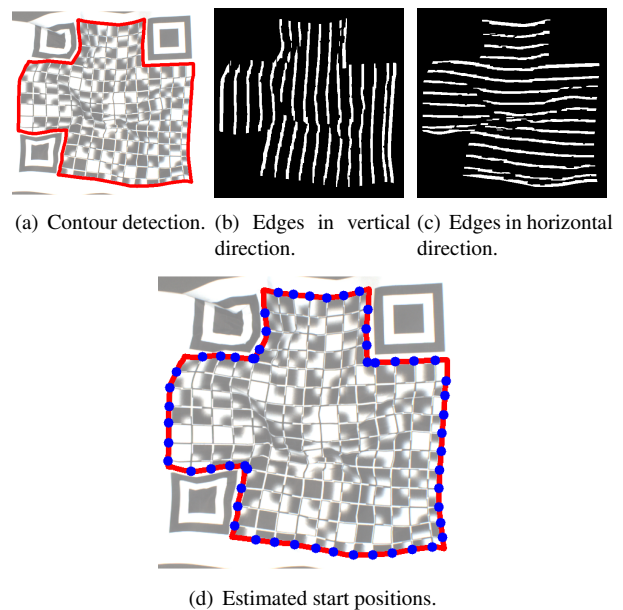 (a) Contour detection.
(b) Edges in vertical
direction.
(c) Edges in horizontal
direction.
(d) Estimated start positions.